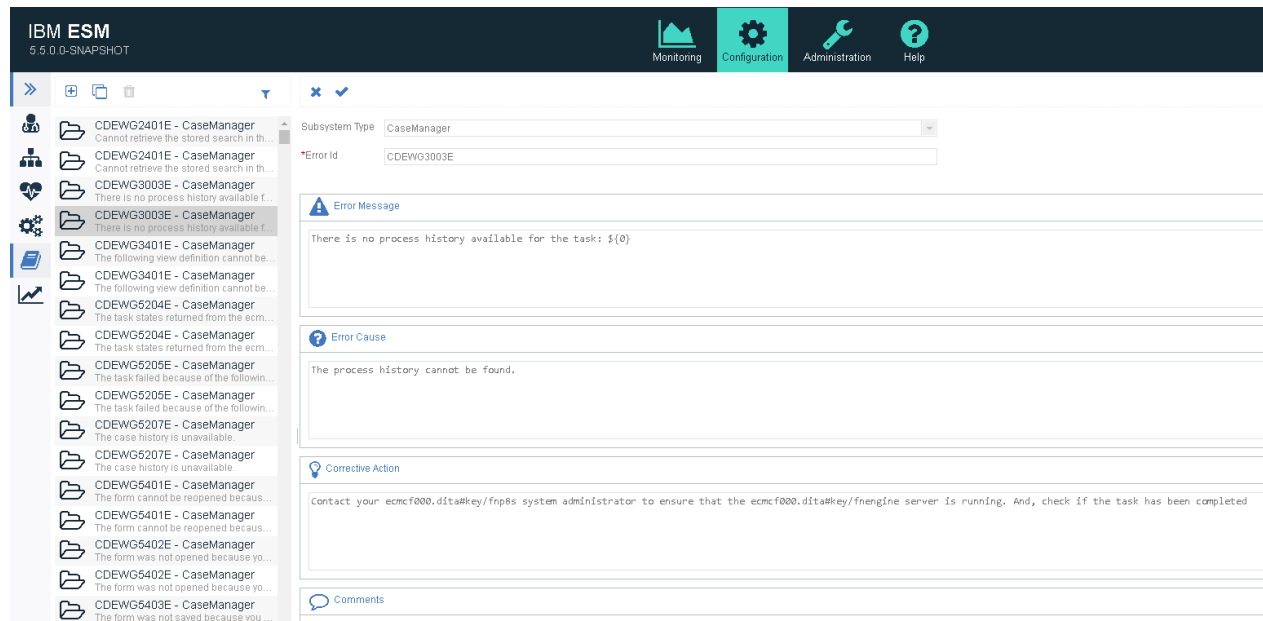 IBM ESM
5.5.0.0-SNAPSHOT
Monitoring
Configuration
Administration
Help
CDEWG2401E - CaseManager
Cannot retrieve the stored search in th...
CDEWG2401E - CaseManager
Cannot retrieve the stored search in th...
CDEWG3003E - CaseManager
There is no process history available f...
CDEWG3003E - CaseManager
There is no process history available f...
CDEWG3401E - CaseManager
The following view definition cannot be...
CDEWG3401E - CaseManager
The following view definition cannot be...
CDEWG5204E - CaseManager
The task states returned from the ecm...
CDEWG5204E - CaseManager
The task states returned from the ecm...
CDEWG5205E - CaseManager
The task failed because of the followin...
CDEWG5205E - CaseManager
The task failed because of the followin...
CDEWG5207E - CaseManager
The case history is unavailable.
CDEWG5207E - CaseManager
The case history is unavailable.
CDEWG5401E - CaseManager
The form cannot be reopened becaus...
CDEWG5401E - CaseManager
The form cannot be reopened becaus...
CDEWG5402E - CaseManager
The form was not opened because yo...
CDEWG5402E - CaseManager
The form was not opened because yo...
CDEWG5403E - CaseManager
The form was not saved because you ...
Subsystem Type CaseManager
*Error Id CDEWG3003E
Error Message
There is no process history available for the task: ${0}
Error Cause
The process history cannot be found.
Corrective Action
Contact your ecmcf000.dita#key/fnp8s system administrator to ensure that the ecmcf000.dita#key/fnengine server is running. And, check if the task has been completed
Comments